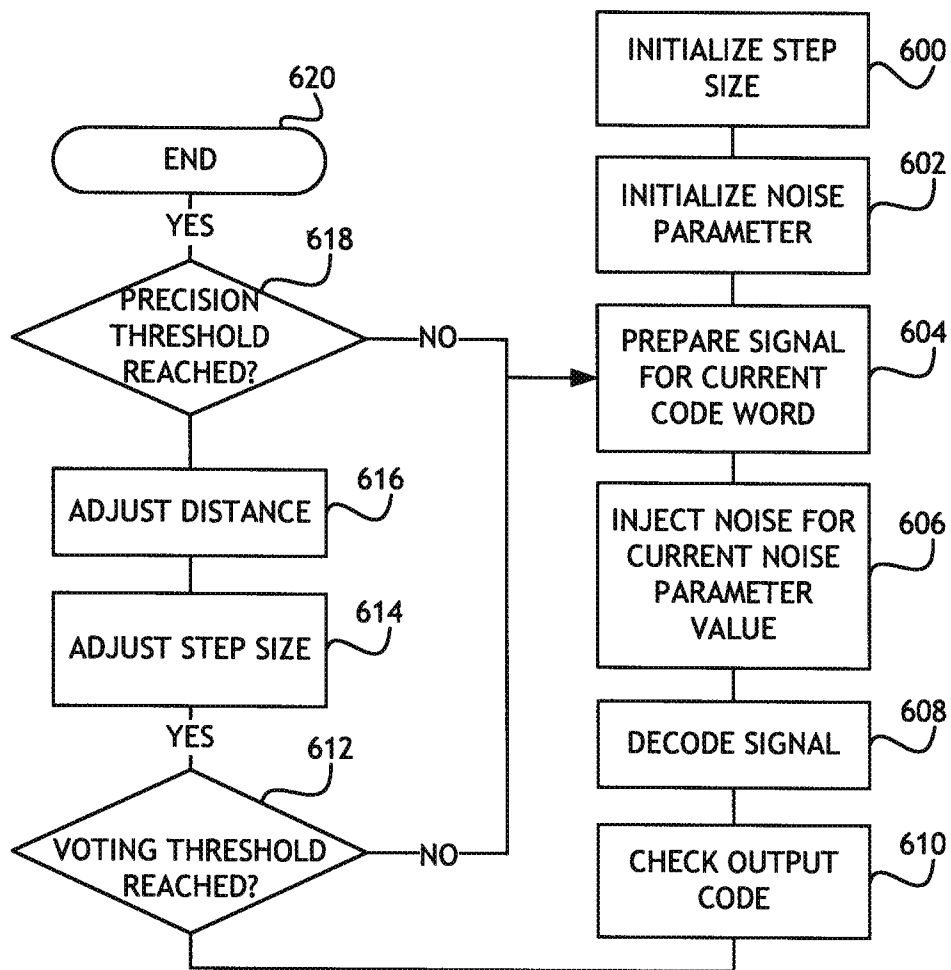 INITIALIZE STEP
SIZE
600
INITIALIZE NOISE
PARAMETER
602
PREPARE SIGNAL
FOR CURRENT
CODE WORD
604
INJECT NOISE FOR
CURRENT NOISE
PARAMETER
VALUE
606
DECODE SIGNAL
608
CHECK OUTPUT
CODE
610
VOTING THRESHOLD
REACHED?
612
NO
YES
ADJUST STEP SIZE
614
ADJUST DISTANCE
616
PRECISION
THRESHOLD
REACHED?
618
NO
YES
END
620